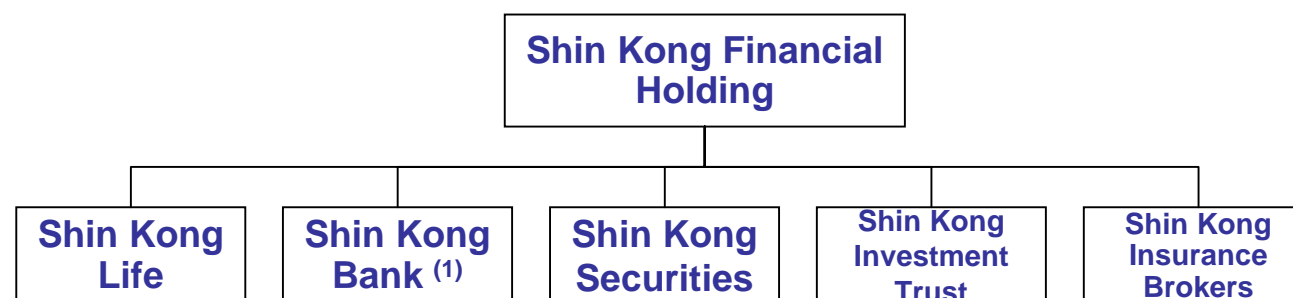 Shin Kong Financial
Holding
Shin Kong
Life
Shin Kong
Bank (1)
Shin Kong
Securities
Shin Kong
Investment
Trust
Shin Kong
Insurance
Brokers